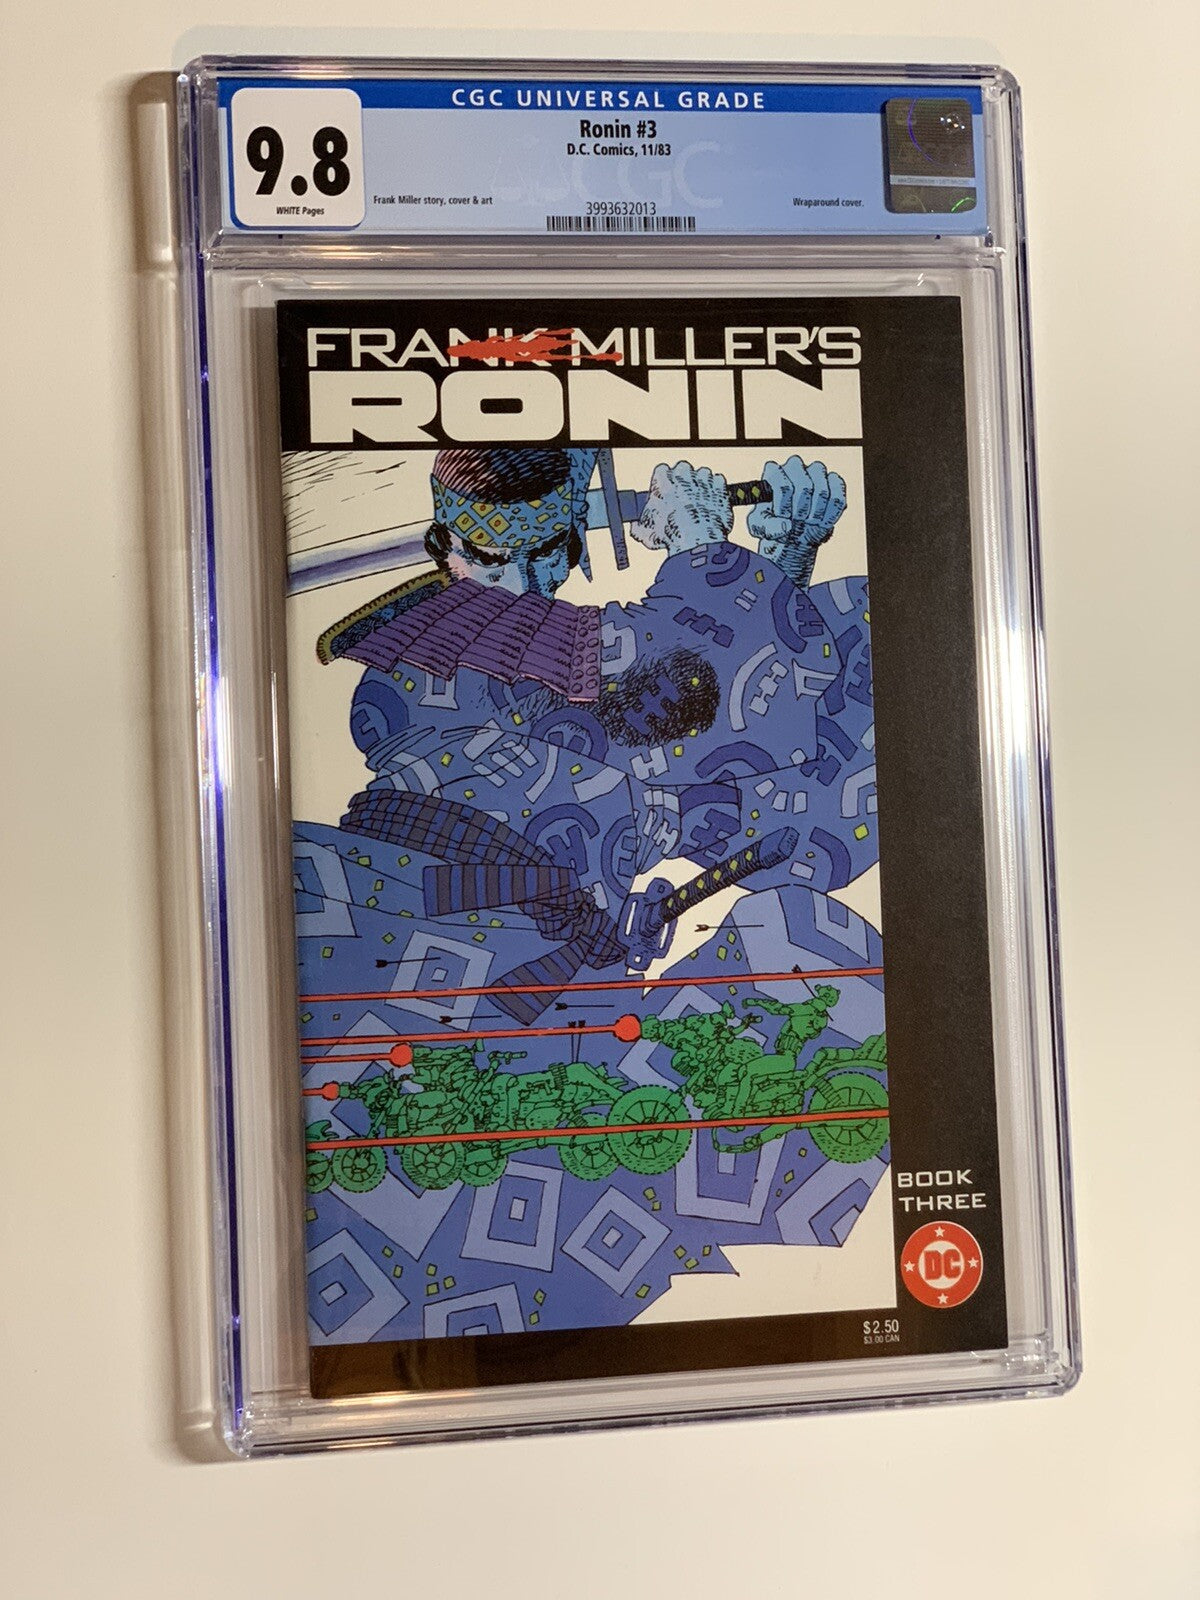 CGC UNIVERSAL GRADE
9.8
WHITE Pages
Ronin #3
D.C. Comics, 11/83
Frank Miller story, cover & art
CGC
3993632013
Wraparound cover.
FRANK MILLER'S
RONIN
BOOK
THREE
DC
$2.50
$3.00 CAN